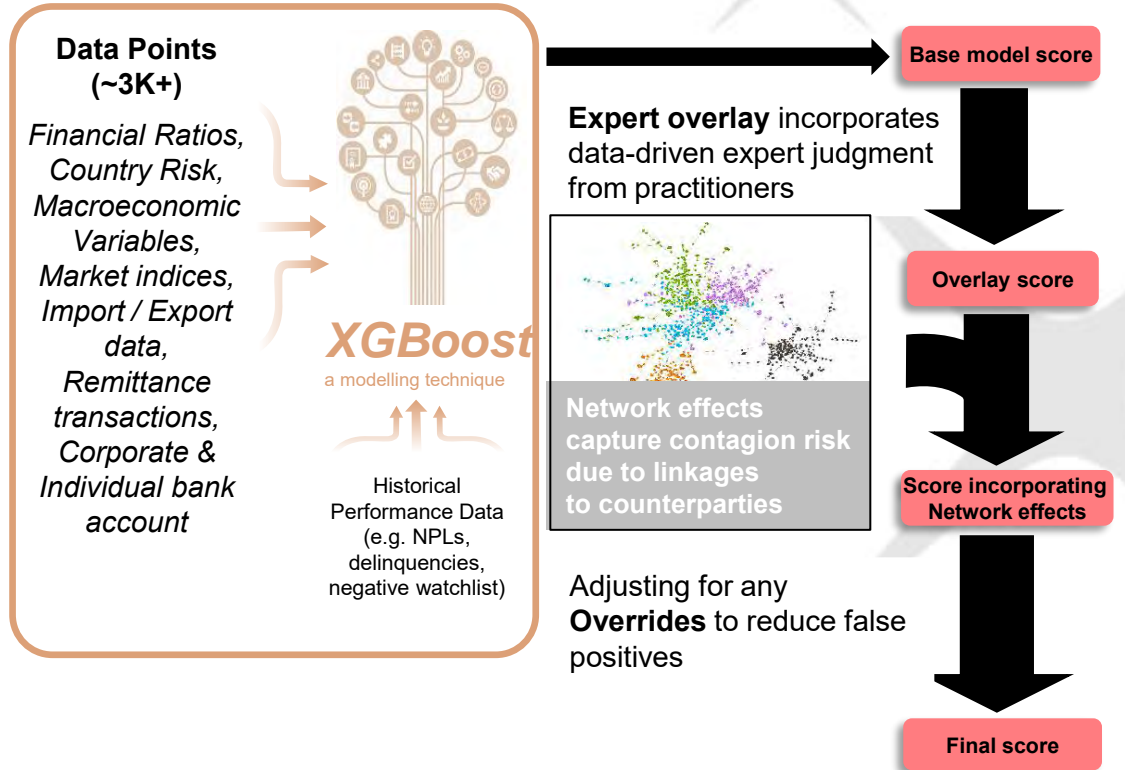 Data Points
(~3K+)
Financial Ratios,
Country Risk,
Macroeconomic
Variables,
Market indices,
Import / Export
data,
Remittance
transactions,
Corporate &
Individual bank
account
XGBoost
a modelling technique
Historical
Performance Data
(e.g. NPLs,
delinquencies,
negative watchlist)
Base model score
Expert overlay incorporates
data-driven expert judgment
from practitioners
Overlay score
Network effects
capture contagion risk
due to linkages
to counterparties
Score incorporating
Network effects
Adjusting for any
Overrides to reduce false
positives
Final score